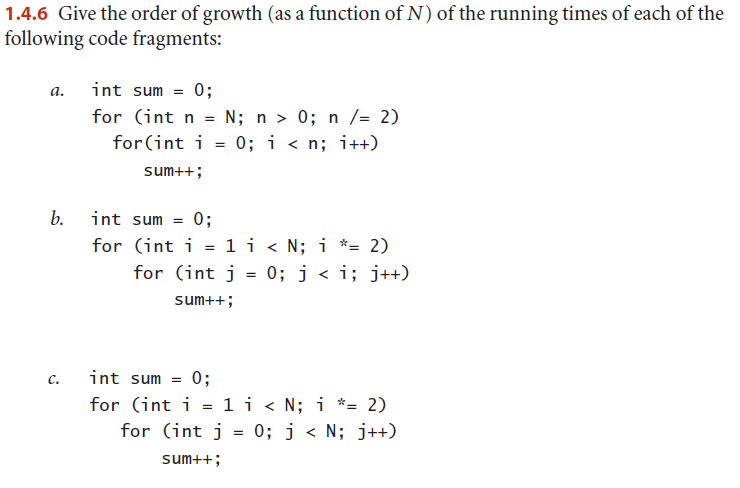 1.4.6 Give the order of growth (as a function of N) of the running times of each of the
following code fragments:
a. int sum = 0;
for (int n = N; n > 0; n /= 2)
for(int i = 0; i < n; i++)
sum++;
b. int sum = 0;
for (int i = 1 i < N; i *= 2)
for (int j = 0; j < i; j++)
sum++;
c. int sum = 0;
for (int i = 1 i < N; i *= 2)
for (int j = 0; j < N; j++)
sum++;